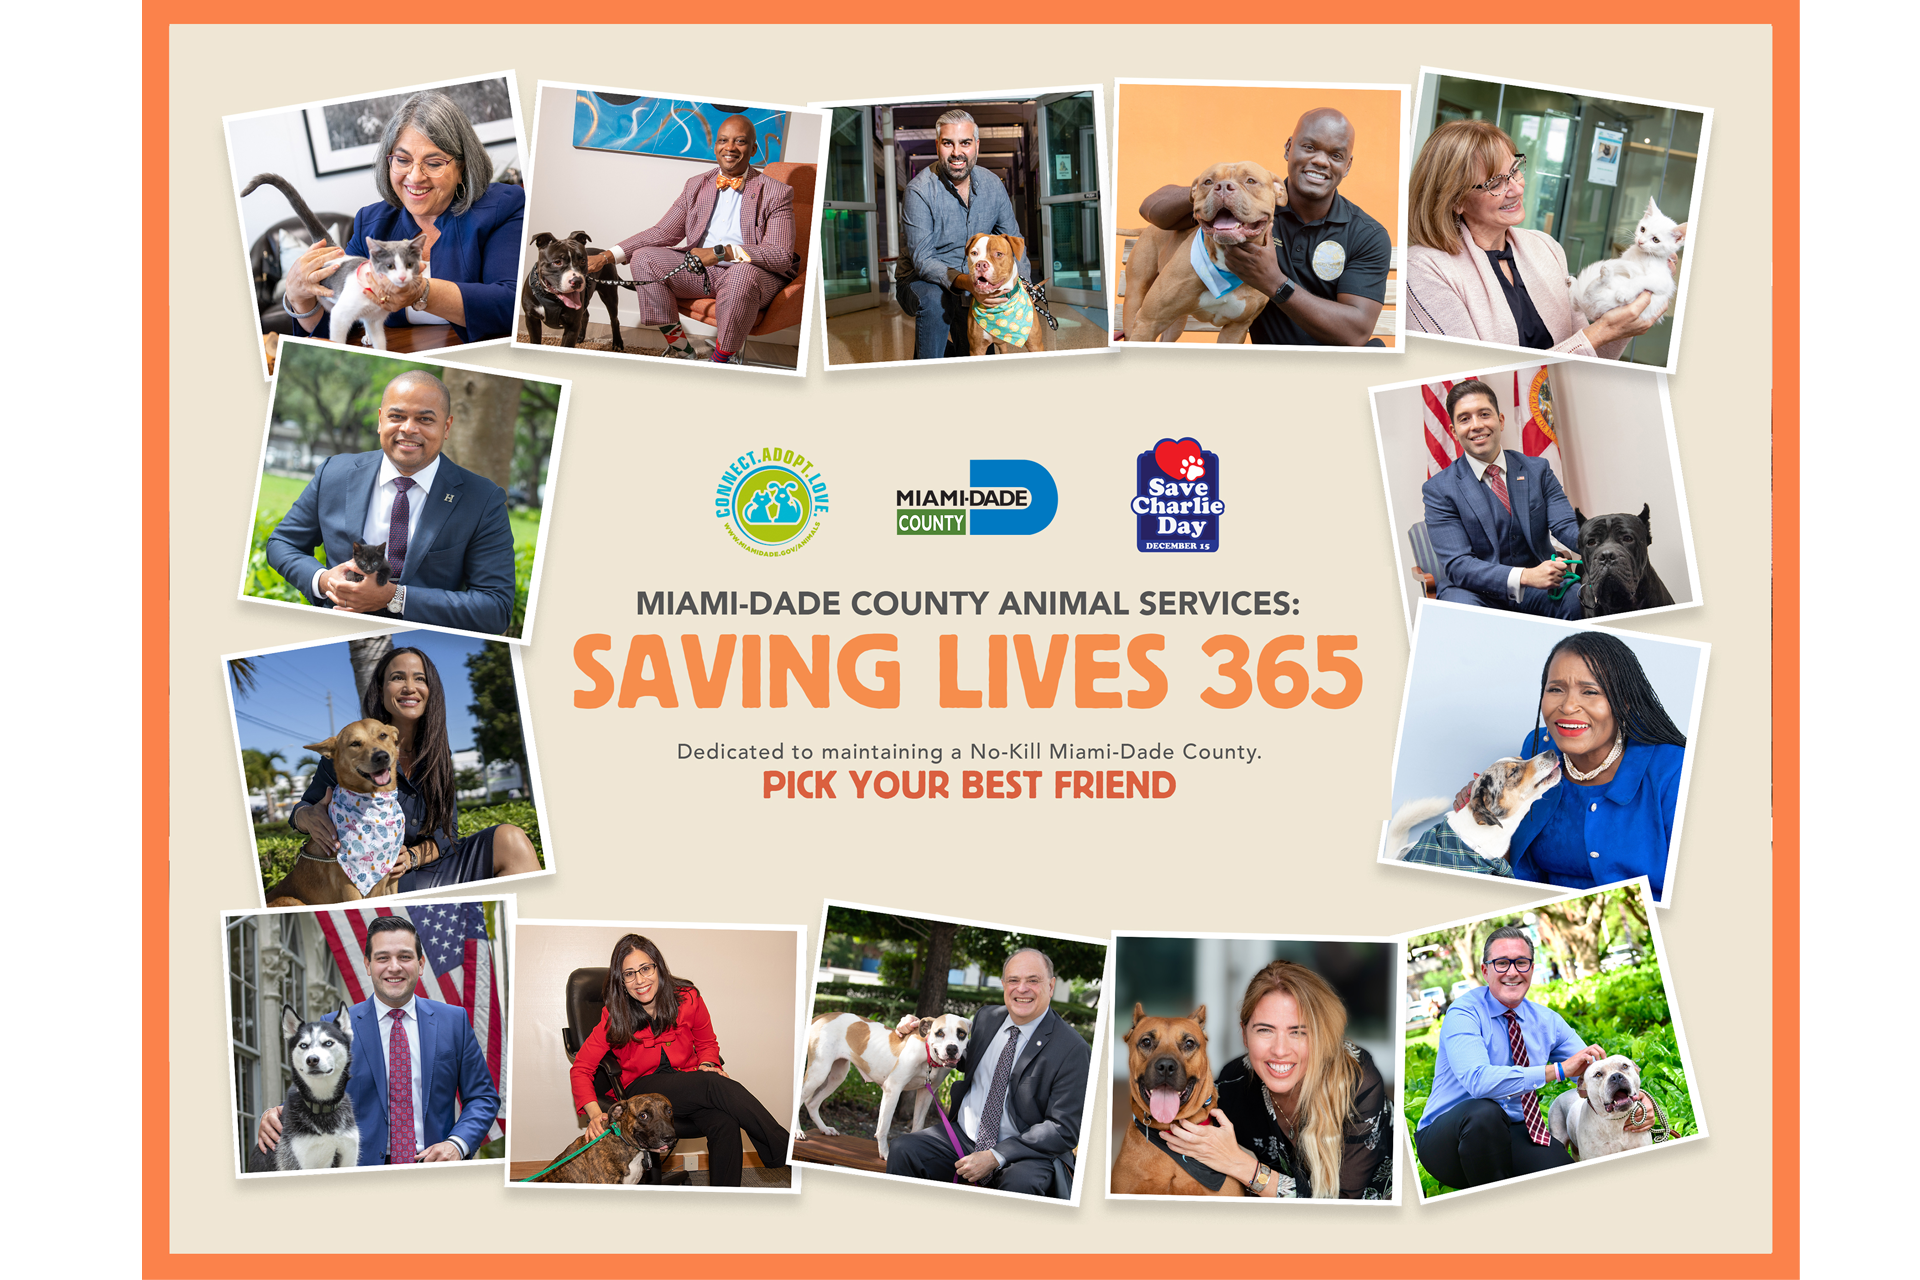 CONNECT.ADOPT.LOVE.
WWW.MIAMIDADE.GOV/ANIMALS
MIAMI-DADE
COUNTY
Save
Charlie
Day
DECEMBER 15
MIAMI-DADE COUNTY ANIMAL SERVICES:
SAVING LIVES 365
Dedicated to maintaining a No-Kill Miami-Dade County.
PICK YOUR BEST FRIEND